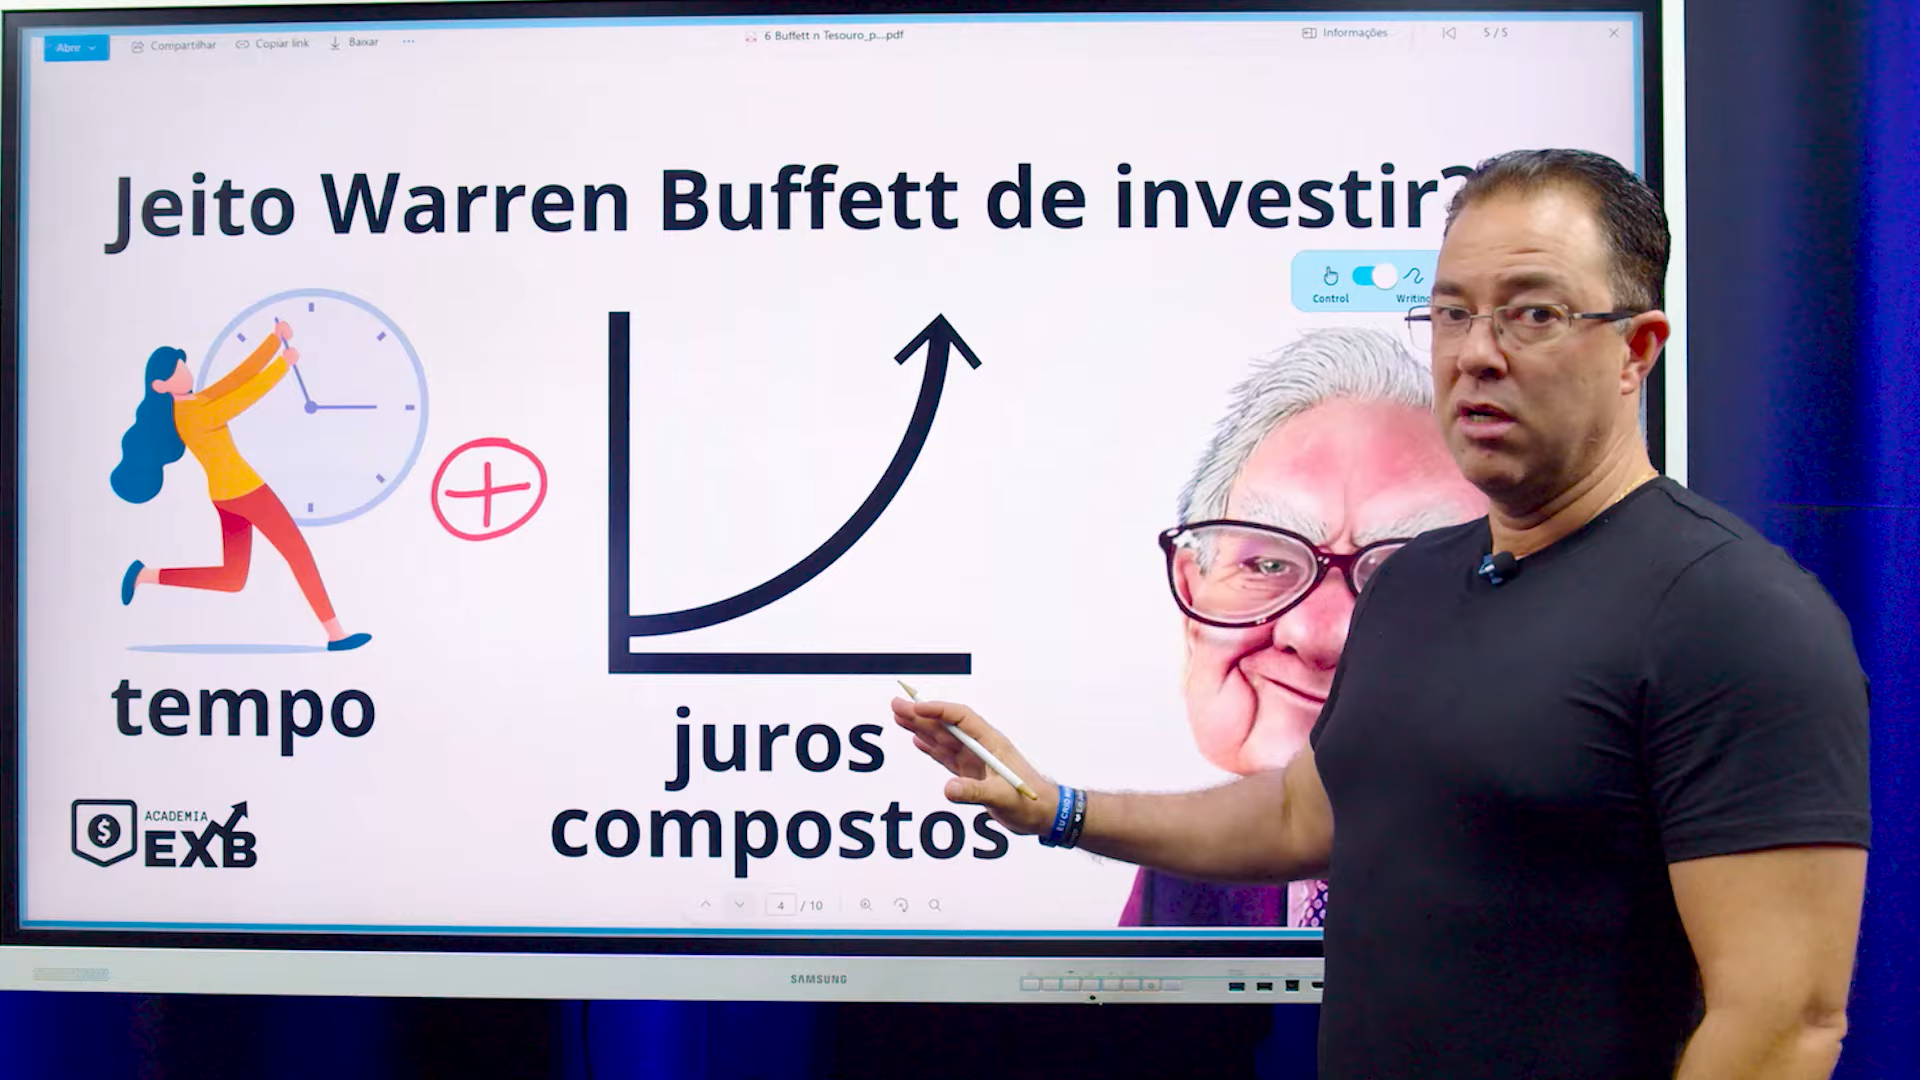 Abrir
Compartilhar
Copiar link
Baixar
6 Buffett n Tesouro_p....pdf
Informações
5 / 5
Jeito Warren Buffett de investir?
Control
Writing
tempo
juros
compostos
ACADEMIA
EXB
4 / 10
SAMSUNG